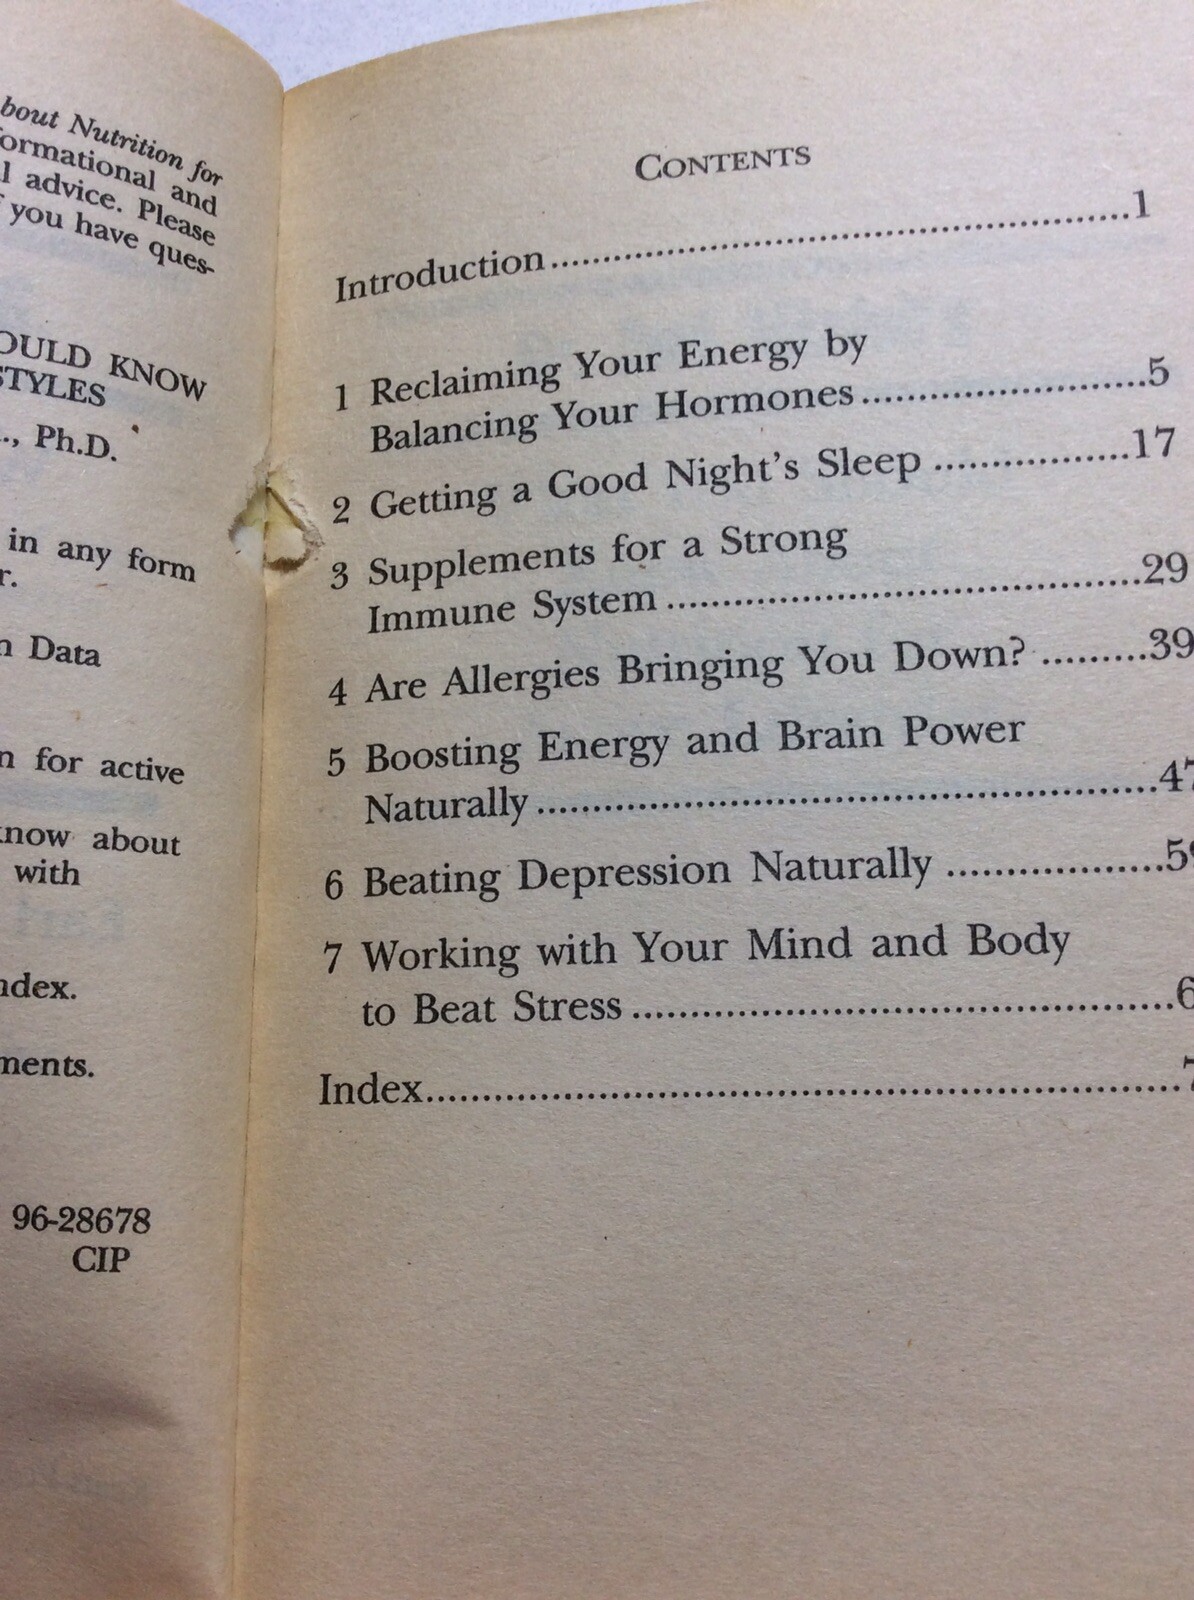 bout Nutrition for
ormational and
l advice. Please
f you have ques-
OULD KNOW
STYLES
., Ph.D.
in any form
r.
n Data
n for active
know about
with
ndex.
ments.
96-28678
CIP
CONTENTS
Introduction....................................................1
1 Reclaiming Your Energy by
Balancing Your Hormones.........................5
2 Getting a Good Night's Sleep .................17
3 Supplements for a Strong
Immune System ..........................................29
4 Are Allergies Bringing You Down? .........39
5 Boosting Energy and Brain Power
Naturally.......................................................47
6 Beating Depression Naturally ...................
7 Working with Your Mind and Body
to Beat Stress................................................6
Index...................................................................7